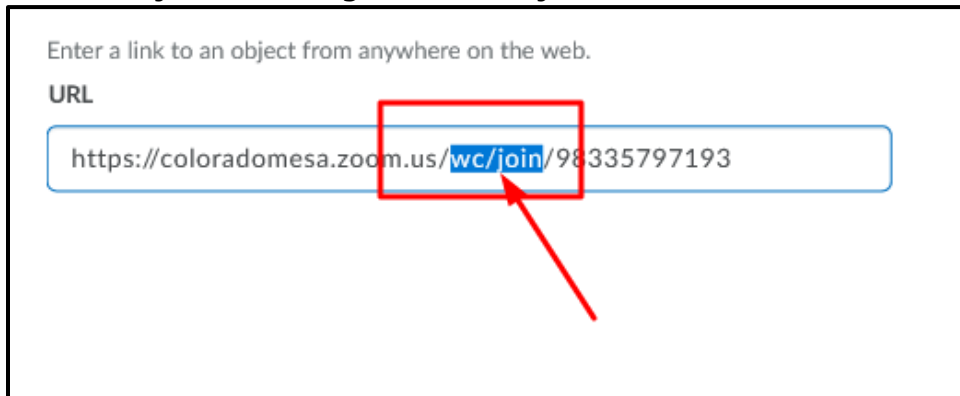 Enter a link to an object from anywhere on the web.
URL
https://coloradomesa.zoom.us/wc/join/98335797193